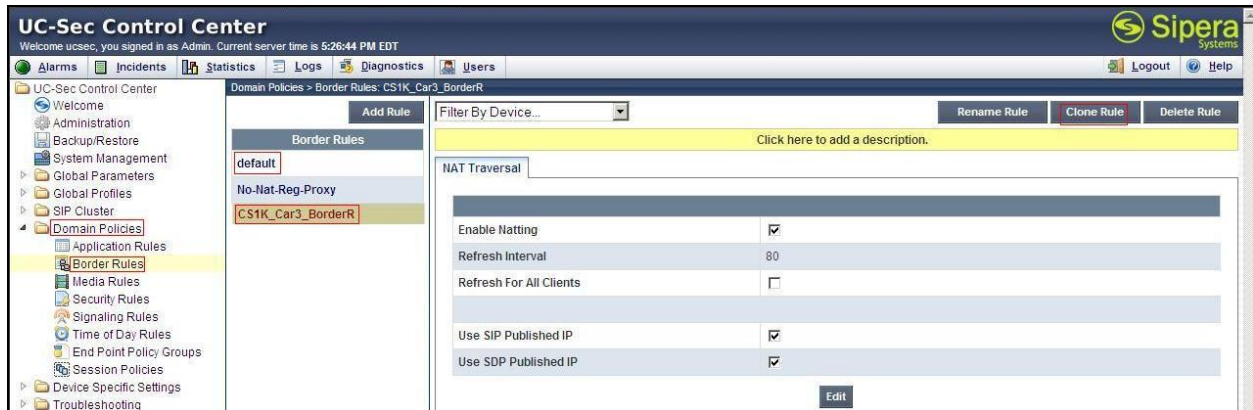 UC-Sec Control Center
Welcome ucsec, you signed in as Admin. Current server time is 5:26:44 PM EDT
Sipera
Systems
Alarms Incidents Statistics Logs Diagnostics Users Logout Help
UC-Sec Control Center
Welcome
Administration
Backup/Restore
System Management
Global Parameters
Global Profiles
SIP Cluster
Domain Policies
Application Rules
Border Rules
Media Rules
Security Rules
Signaling Rules
Time of Day Rules
End Point Policy Groups
Session Policies
Device Specific Settings
Troubleshooting
Domain Policies > Border Rules: CS1K_Car3_BorderR
Add Rule
Border Rules
default
No-Nat-Reg-Proxy
CS1K_Car3_BorderR
Filter By Device...
Rename Rule Clone Rule Delete Rule
Click here to add a description.
NAT Traversal
Enable Natting
Refresh Interval 80
Refresh For All Clients
Use SIP Published IP
Use SDP Published IP
Edit